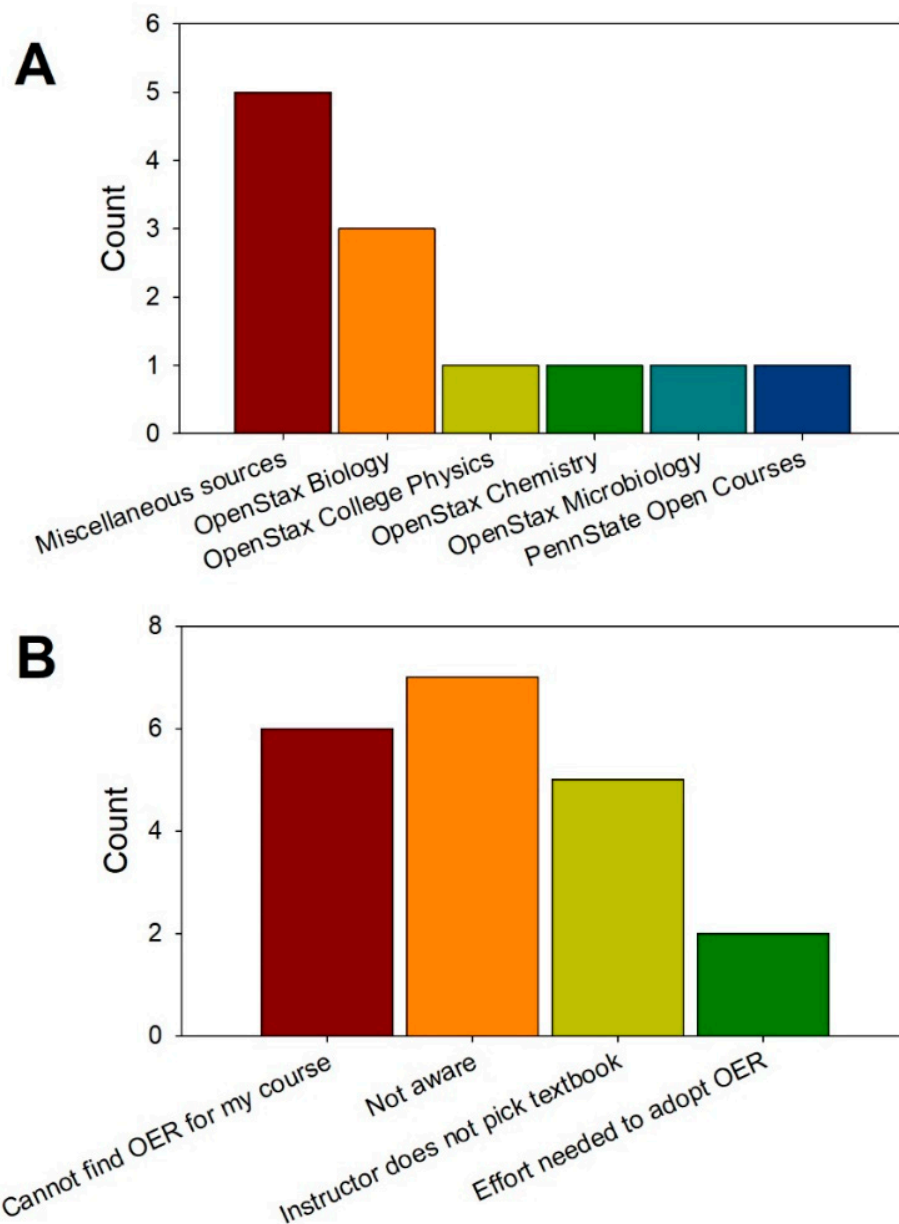 A
6
5
4
3
2
1
0
Count
Miscellaneous sources
OpenStax Biology
OpenStax College Physics
OpenStax Chemistry
OpenStax Microbiology
PennState Open Courses
B
8
6
4
2
0
Count
Cannot find OER for my course
Not aware
Instructor does not pick textbook
Effort needed to adopt OER